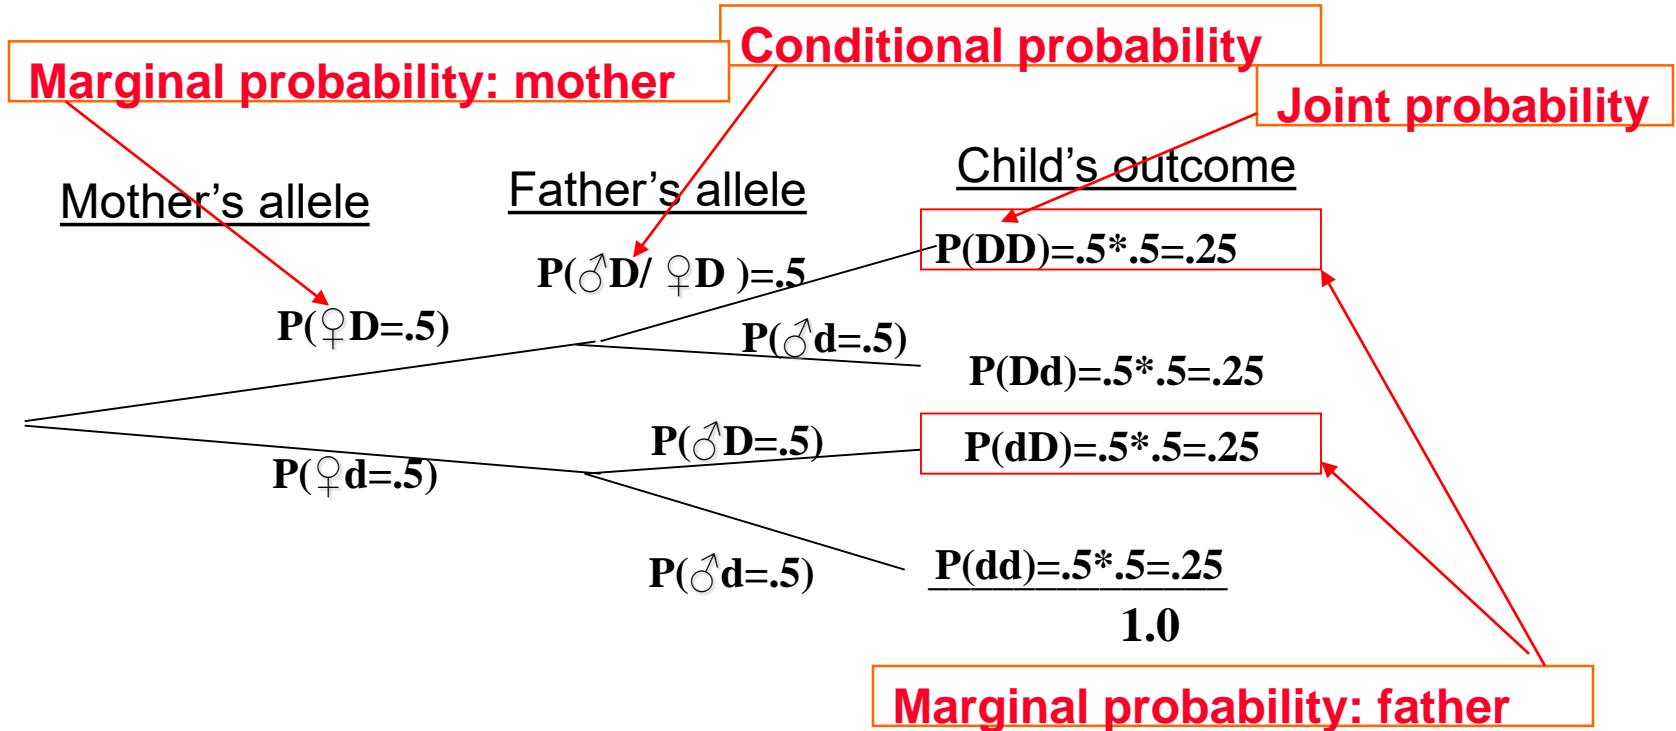 Conditional probability
Marginal probability: mother
Joint probability
Mother's allele
Father's allele
Child's outcome
P(♂D/ ♀D )=.5
P(DD)=.5*.5=.25
P(♀D=.5)
P(♂d=.5)
P(Dd)=.5*.5=.25
P(♂D=.5)
P(dD)=.5*.5=.25
P(♀d=.5)
P(♂d=.5)
P(dd)=.5*.5=.25
1.0
Marginal probability: father